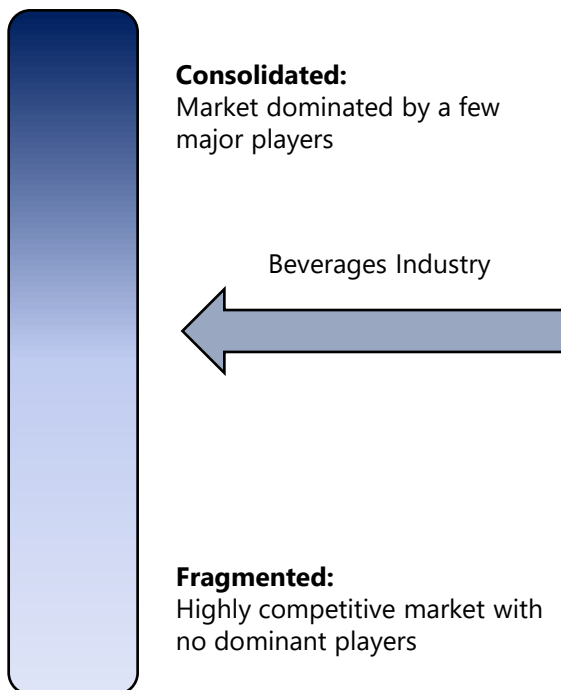 Consolidated:
Market dominated by a few
major players
Beverages Industry
Fragmented:
Highly competitive market with
no dominant players